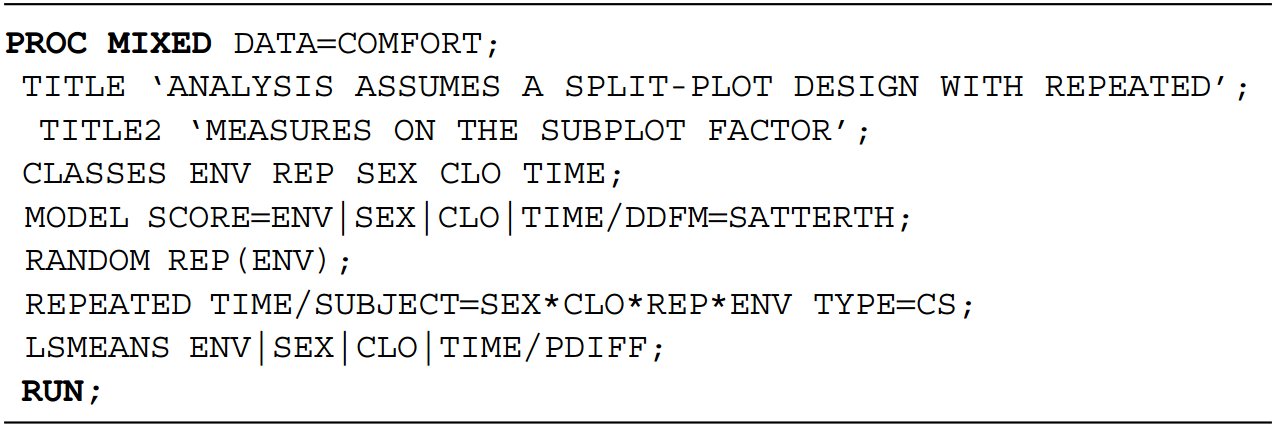 PROC MIXED DATA=COMFORT;
TITLE ‘ANALYSIS ASSUMES A SPLIT-PLOT DESIGN WITH REPEATED’;
TITLE2 ‘MEASURES ON THE SUBPLOT FACTOR’;
CLASSES ENV REP SEX CLO TIME;
MODEL SCORE=ENV|SEX|CLO|TIME/DDFM=SATTERTH;
RANDOM REP(ENV);
REPEATED TIME/SUBJECT=SEX*CLO*REP*ENV TYPE=CS;
LSMEANS ENV|SEX|CLO|TIME/PDIFF;
RUN;